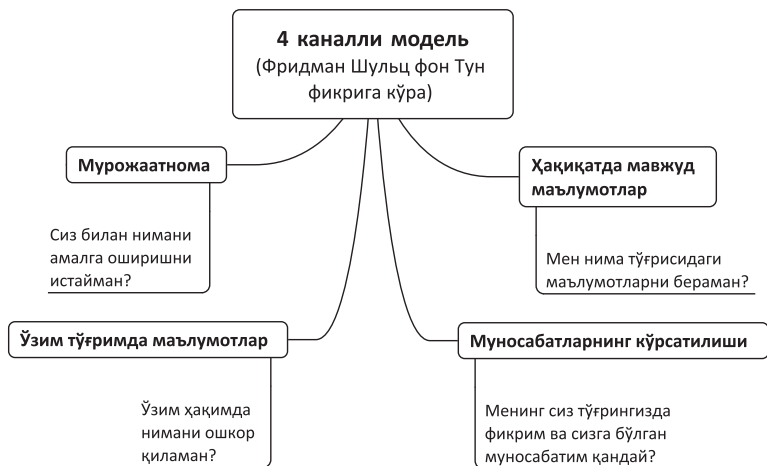 4 каналли модель
(Фридман Шульц фон Тун
фикрига кўра)
Мурожаатнома
Сиз билан нимани
амалга оширишни
истайман?
Ҳақиқатда мавжуд
маълумотлар
Мен нима тўғрисидаги
маълумотларни бераман?
Ўзим тўғримда маълумотлар
Ўзим ҳақимда
нимани ошкор
қиламан?
Муносабатларнинг кўрсатилиши
Менинг сиз тўғрингизда
фикрим ва сизга бўлган
муносабатим қандай?